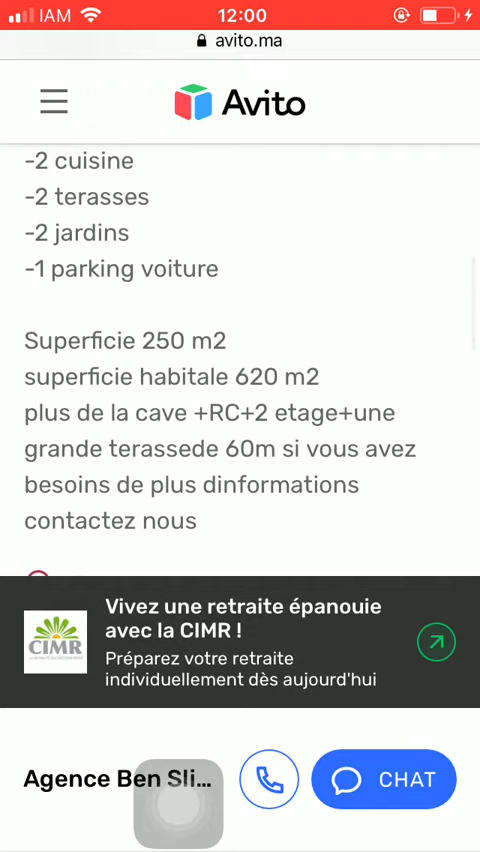 IAM 12:00
avito.ma
Avito
-2 cuisine
-2 terasses
-2 jardins
-1 parking voiture
Superficie 250 m2
superficie habitale 620 m2
plus de la cave +RC+2 etage+une
grande terassede 60m si vous avez
besoins de plus dinformations
contactez nous
CIMR
Vivez une retraite épanouie
avec la CIMR !
Préparez votre retraite
individuellement dès aujourd'hui
Agence Ben Sli...
CHAT